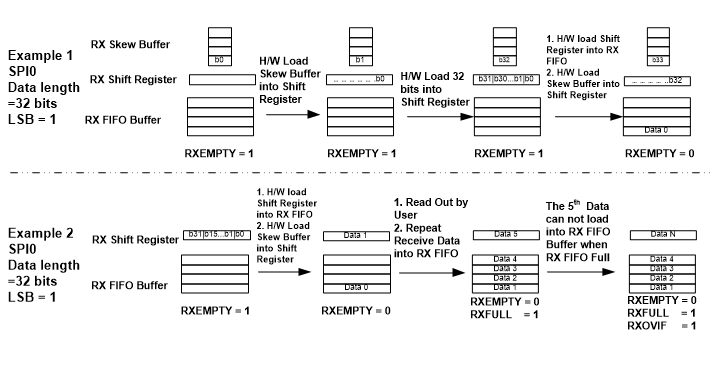 Example 1
SPI0
Data length
=32 bits
LSB = 1
RX Skew Buffer
RX Shift Register
RX FIFO Buffer
b0
RXEMPTY = 1
H/W Load
Skew Buffer
into Shift
Register
b1
... ... ... ... ... ...b0
RXEMPTY = 1
H/W Load 32
bits into
Shift Register
b32
b31|b30...b1|b0
RXEMPTY = 1
1. H/W load Shift
Register into RX
FIFO
2. H/W Load
Skew Buffer into
Shift Register
b33
... ... ... ... ...b32
Data 0
RXEMPTY = 0
Example 2
SPI0
Data length
=32 bits
LSB = 1
RX Shift Register
RX FIFO Buffer
b31|b15...b1|b0
RXEMPTY = 1
1. H/W load
Shift Register
into RX FIFO
2. H/W Load
Skew Buffer
into Shift
Register
Data 1
Data 0
RXEMPTY = 0
1. Read Out by
User
2. Repeat
Receive Data
into RX FIFO
Data 5
Data 4
Data 3
Data 2
Data 1
RXEMPTY = 0
RXFULL = 1
The 5th Data
can not load
into RX FIFO
Buffer when
RX FIFO Full
Data N
Data 4
Data 3
Data 2
Data 1
RXEMPTY = 0
RXFULL = 1
RXOVIF = 1